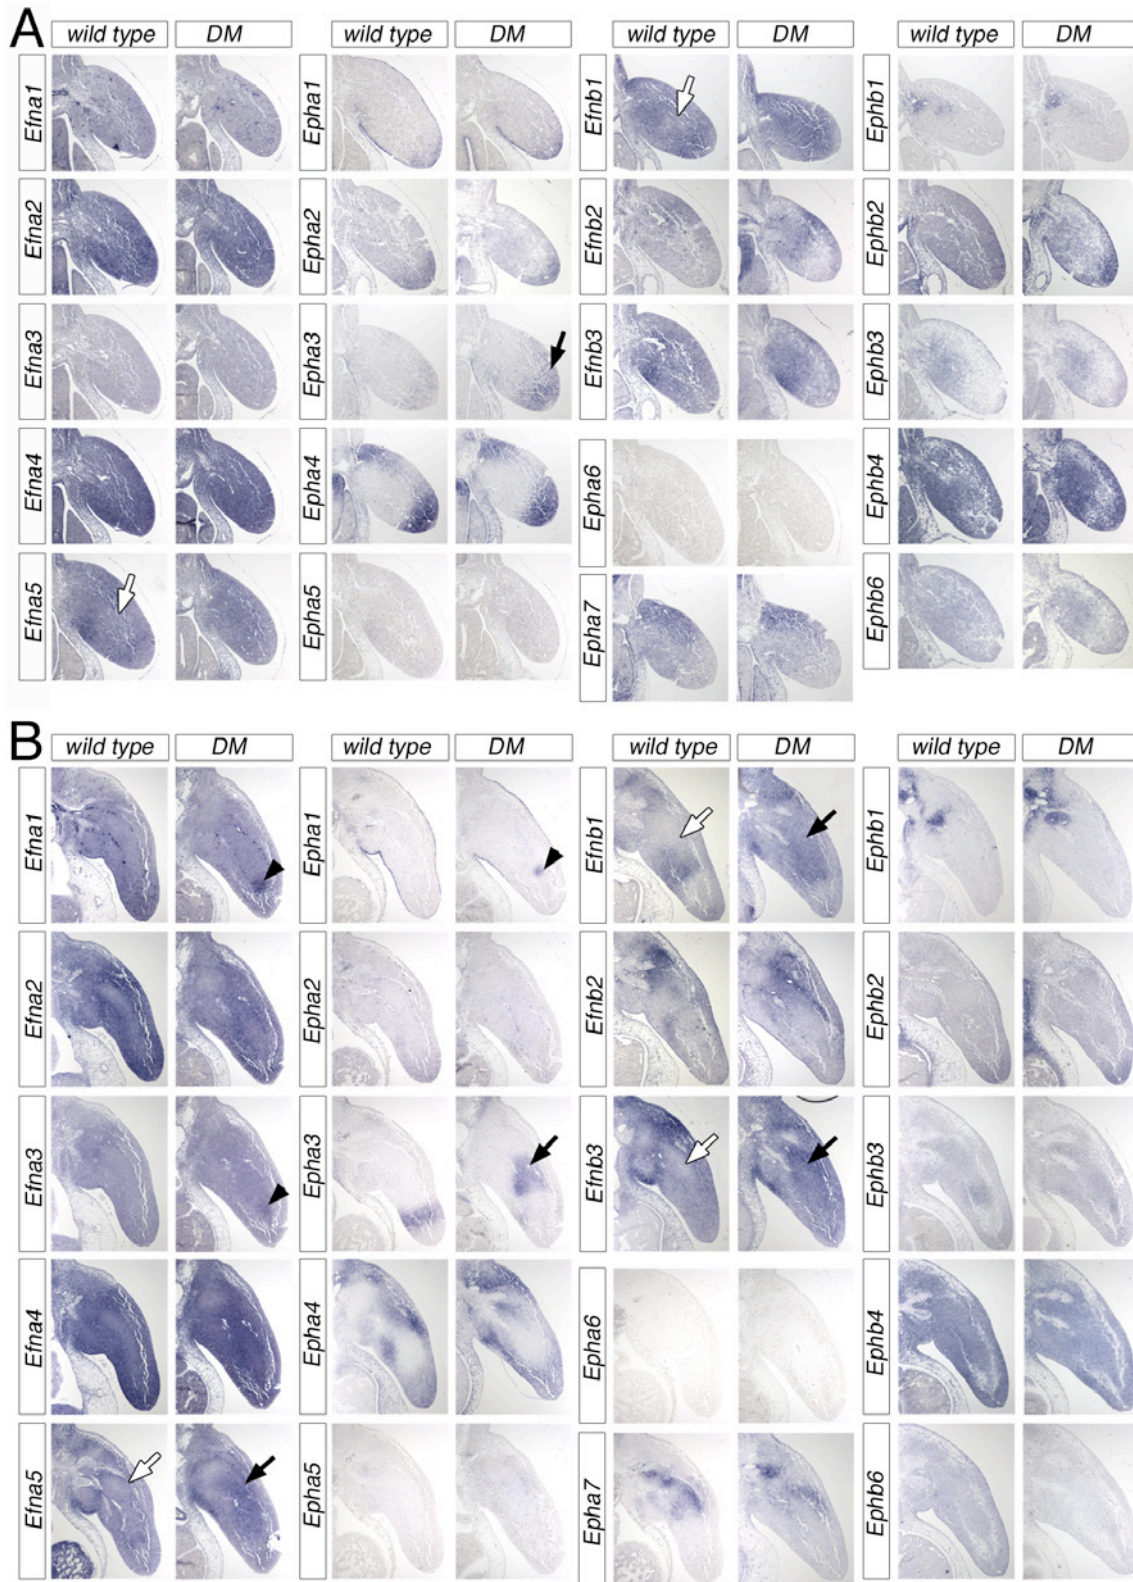 A
wild type DM wild type DM wild type DM wild type DM
Efna1 Epha1 Efnb1 Ephb1
Efna2 Epha2 Efnb2 Ephb2
Efna3 Epha3 Efnb3 Ephb3
Efna4 Epha4 Epha6 Ephb4
Efna5 Epha5 Epha7 Ephb6
B
wild type DM wild type DM wild type DM wild type DM
Efna1 Epha1 Efnb1 Ephb1
Efna2 Epha2 Efnb2 Ephb2
Efna3 Epha3 Efnb3 Ephb3
Efna4 Epha4 Epha6 Ephb4
Efna5 Epha5 Epha7 Ephb6